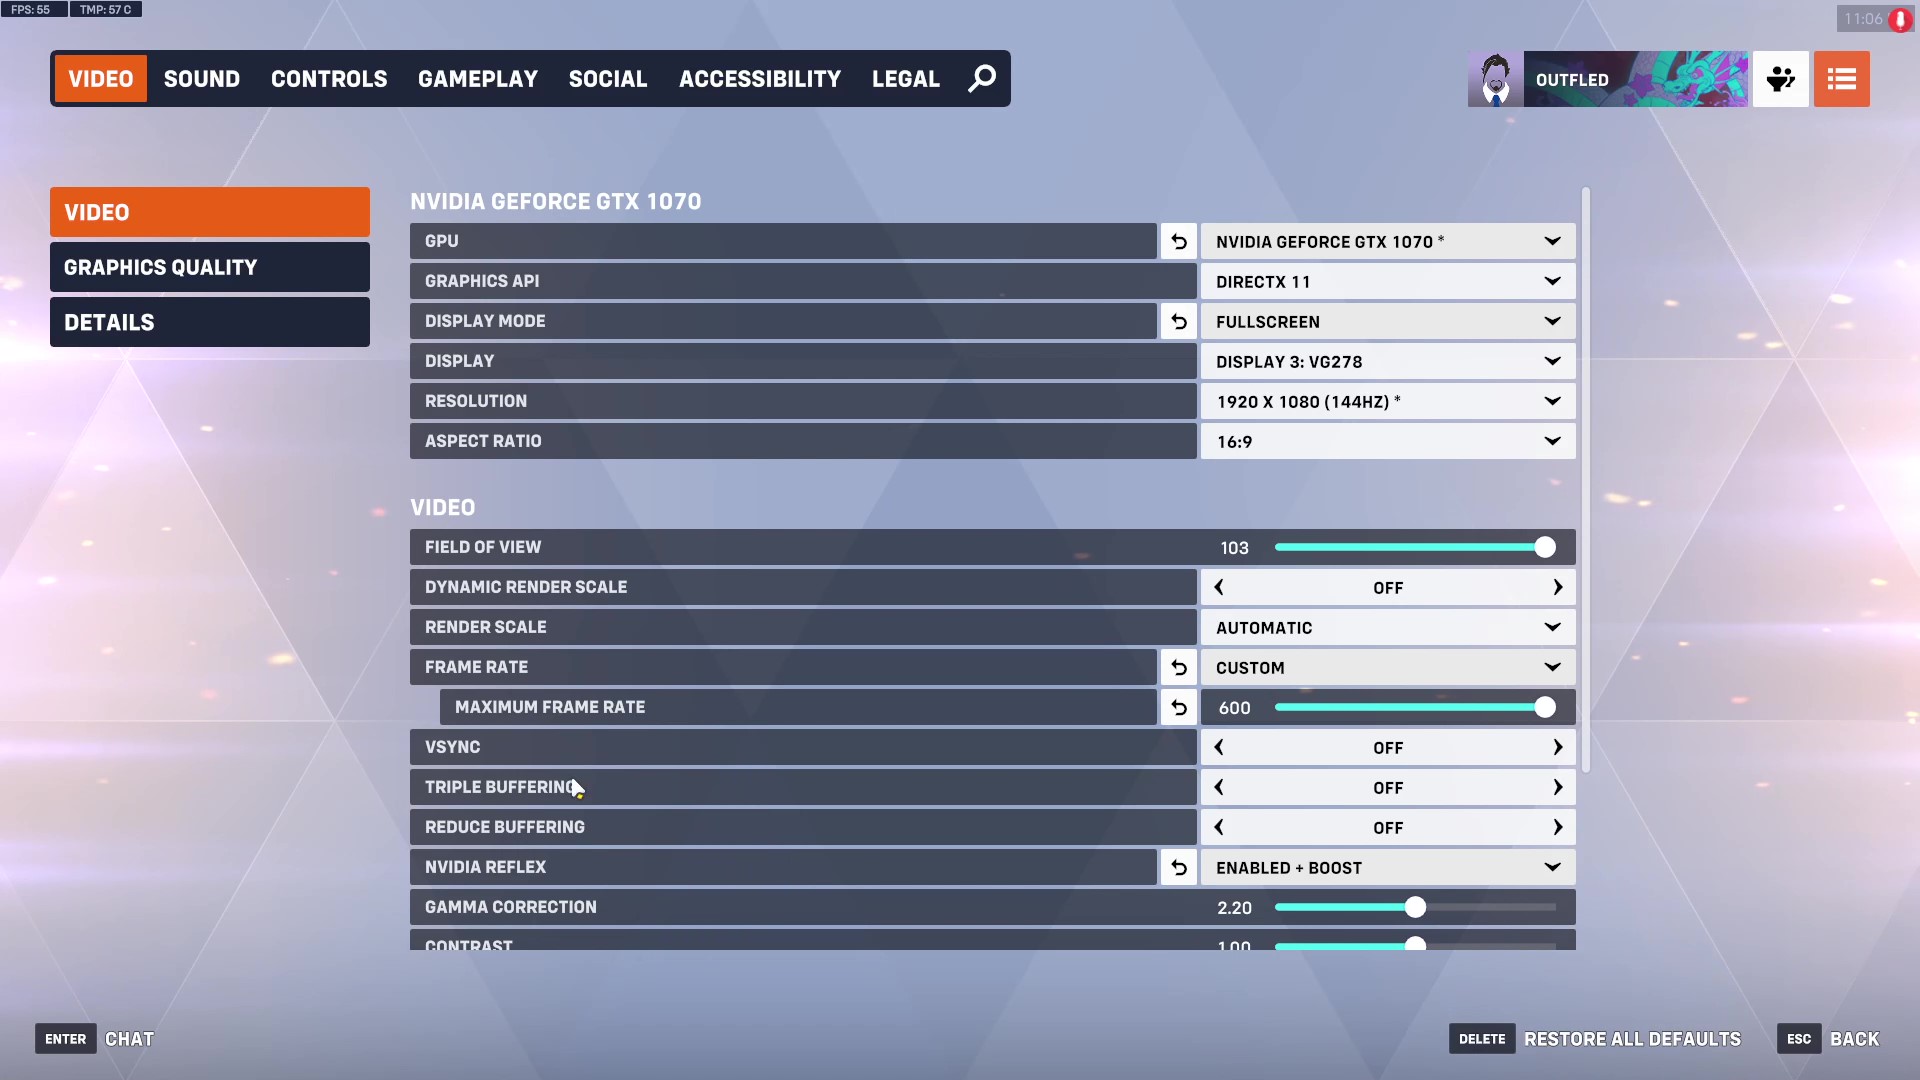 FPS: 55 TMP: 57 C
11:06
VIDEO SOUND CONTROLS GAMEPLAY SOCIAL ACCESSIBILITY LEGAL
OUTFLED
VIDEO
GRAPHICS QUALITY
DETAILS
NVIDIA GEFORCE GTX 1070
GPU NVIDIA GEFORCE GTX 1070 *
GRAPHICS API DIRECTX 11
DISPLAY MODE FULLSCREEN
DISPLAY DISPLAY 3: VG278
RESOLUTION 1920 X 1080 (144HZ) *
ASPECT RATIO 16:9
VIDEO
FIELD OF VIEW 103
DYNAMIC RENDER SCALE OFF
RENDER SCALE AUTOMATIC
FRAME RATE CUSTOM
MAXIMUM FRAME RATE 600
VSYNC OFF
TRIPLE BUFFERING OFF
REDUCE BUFFERING OFF
NVIDIA REFLEX ENABLED + BOOST
GAMMA CORRECTION 2.20
CONTRAST 1.00
ENTER CHAT
DELETE RESTORE ALL DEFAULTS ESC BACK